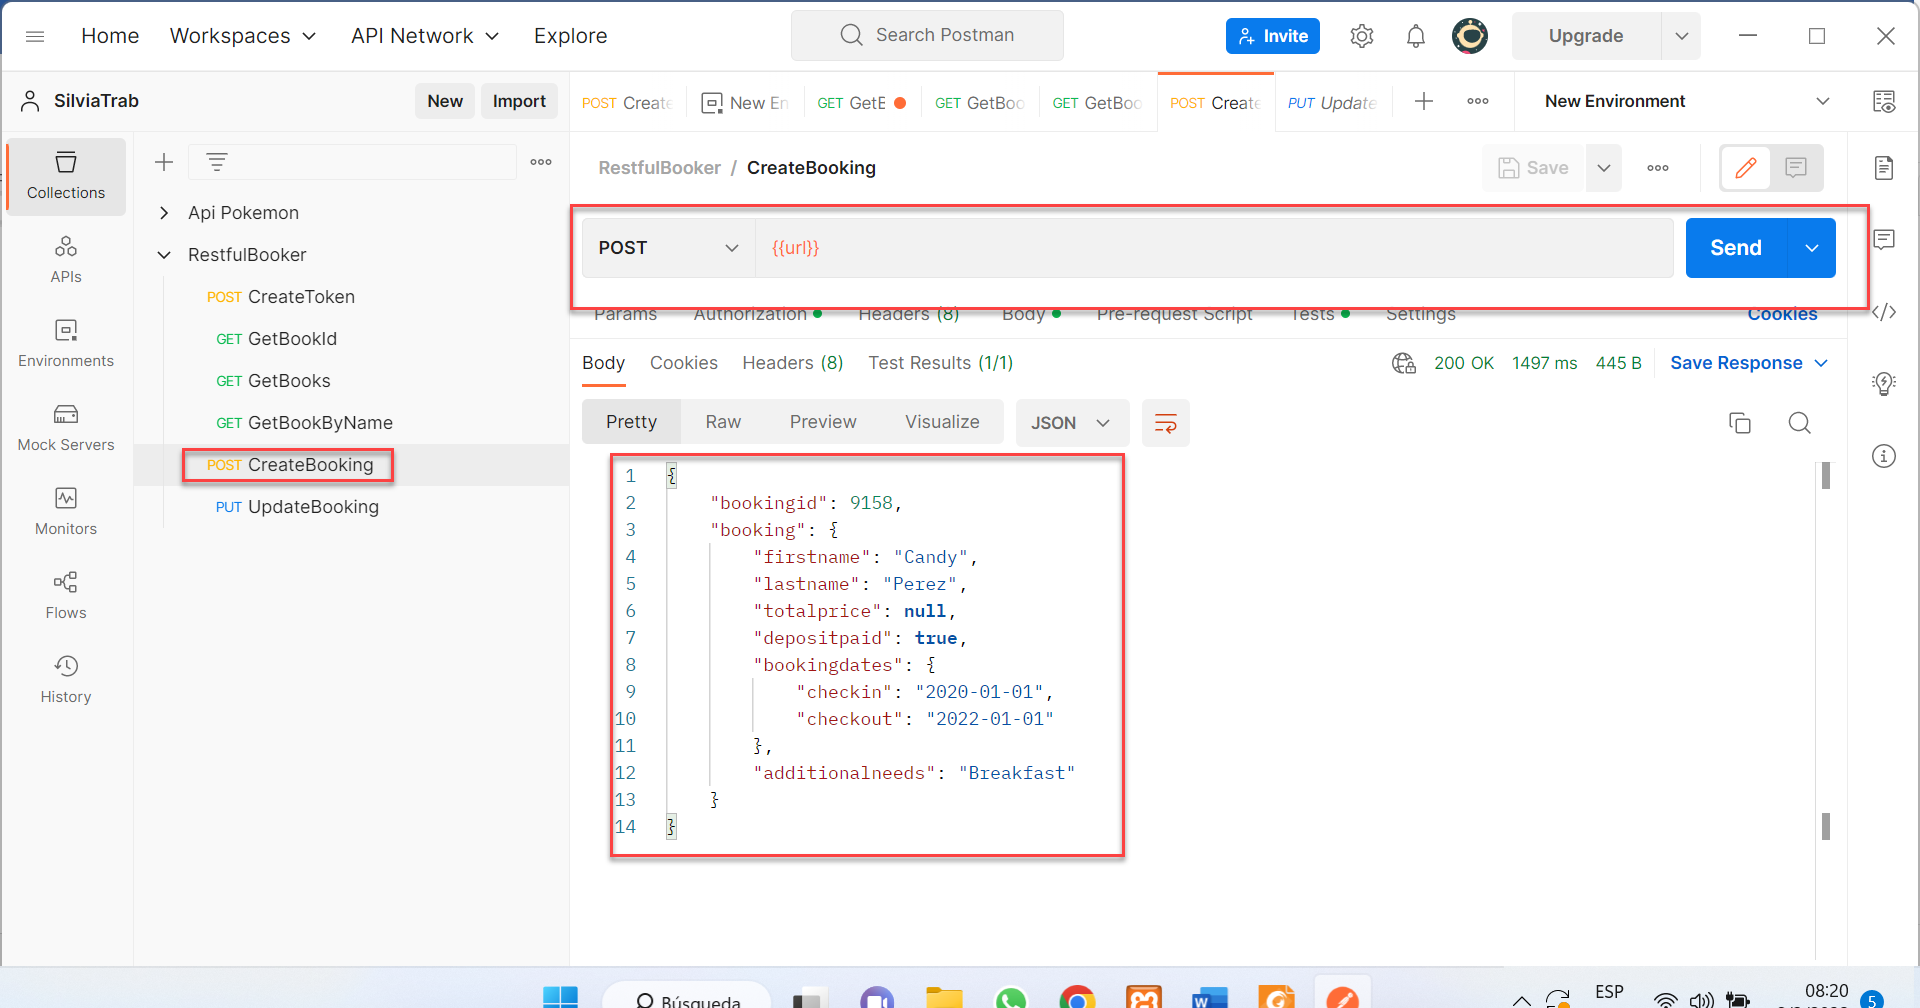 Home Workspaces API Network Explore Search Postman Invite Upgrade
SilviaTrab New Import POST Create New En GET GetB GET GetBoo GET GetBoo POST Create PUT Update New Environment
Collections
APIs
Environments
Mock Servers
Monitors
Flows
History
Api Pokemon
RestfulBooker
POST CreateToken
GET GetBookId
GET GetBooks
GET GetBookByName
POST CreateBooking
PUT UpdateBooking
RestfulBooker / CreateBooking Save
POST {{url}} Send
Params Authorization Headers (8) Body Pre-request Script Tests Settings Cookies
Body Cookies Headers (8) Test Results (1/1) 200 OK 1497 ms 445 B Save Response
Pretty Raw Preview Visualize JSON
1 {
2 "bookingid": 9158,
3 "booking": {
4 "firstname": "Candy",
5 "lastname": "Perez",
6 "totalprice": null,
7 "depositpaid": true,
8 "bookingdates": {
9 "checkin": "2020-01-01",
10 "checkout": "2022-01-01"
11 },
12 "additionalneeds": "Breakfast"
13 }
14 }
Búsqueda ESP 08:20 5